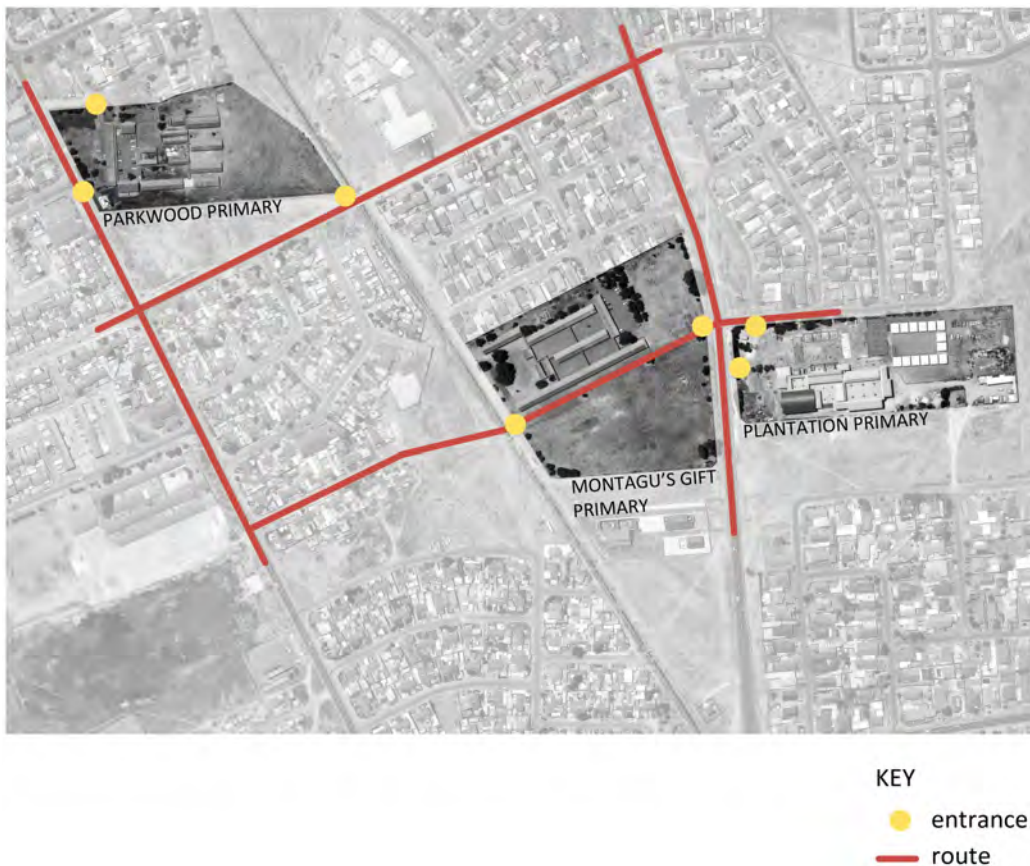 PARKWOOD PRIMARY
PLANTATION PRIMARY
MONTAGU'S GIFT
PRIMARY
KEY
entrance
route